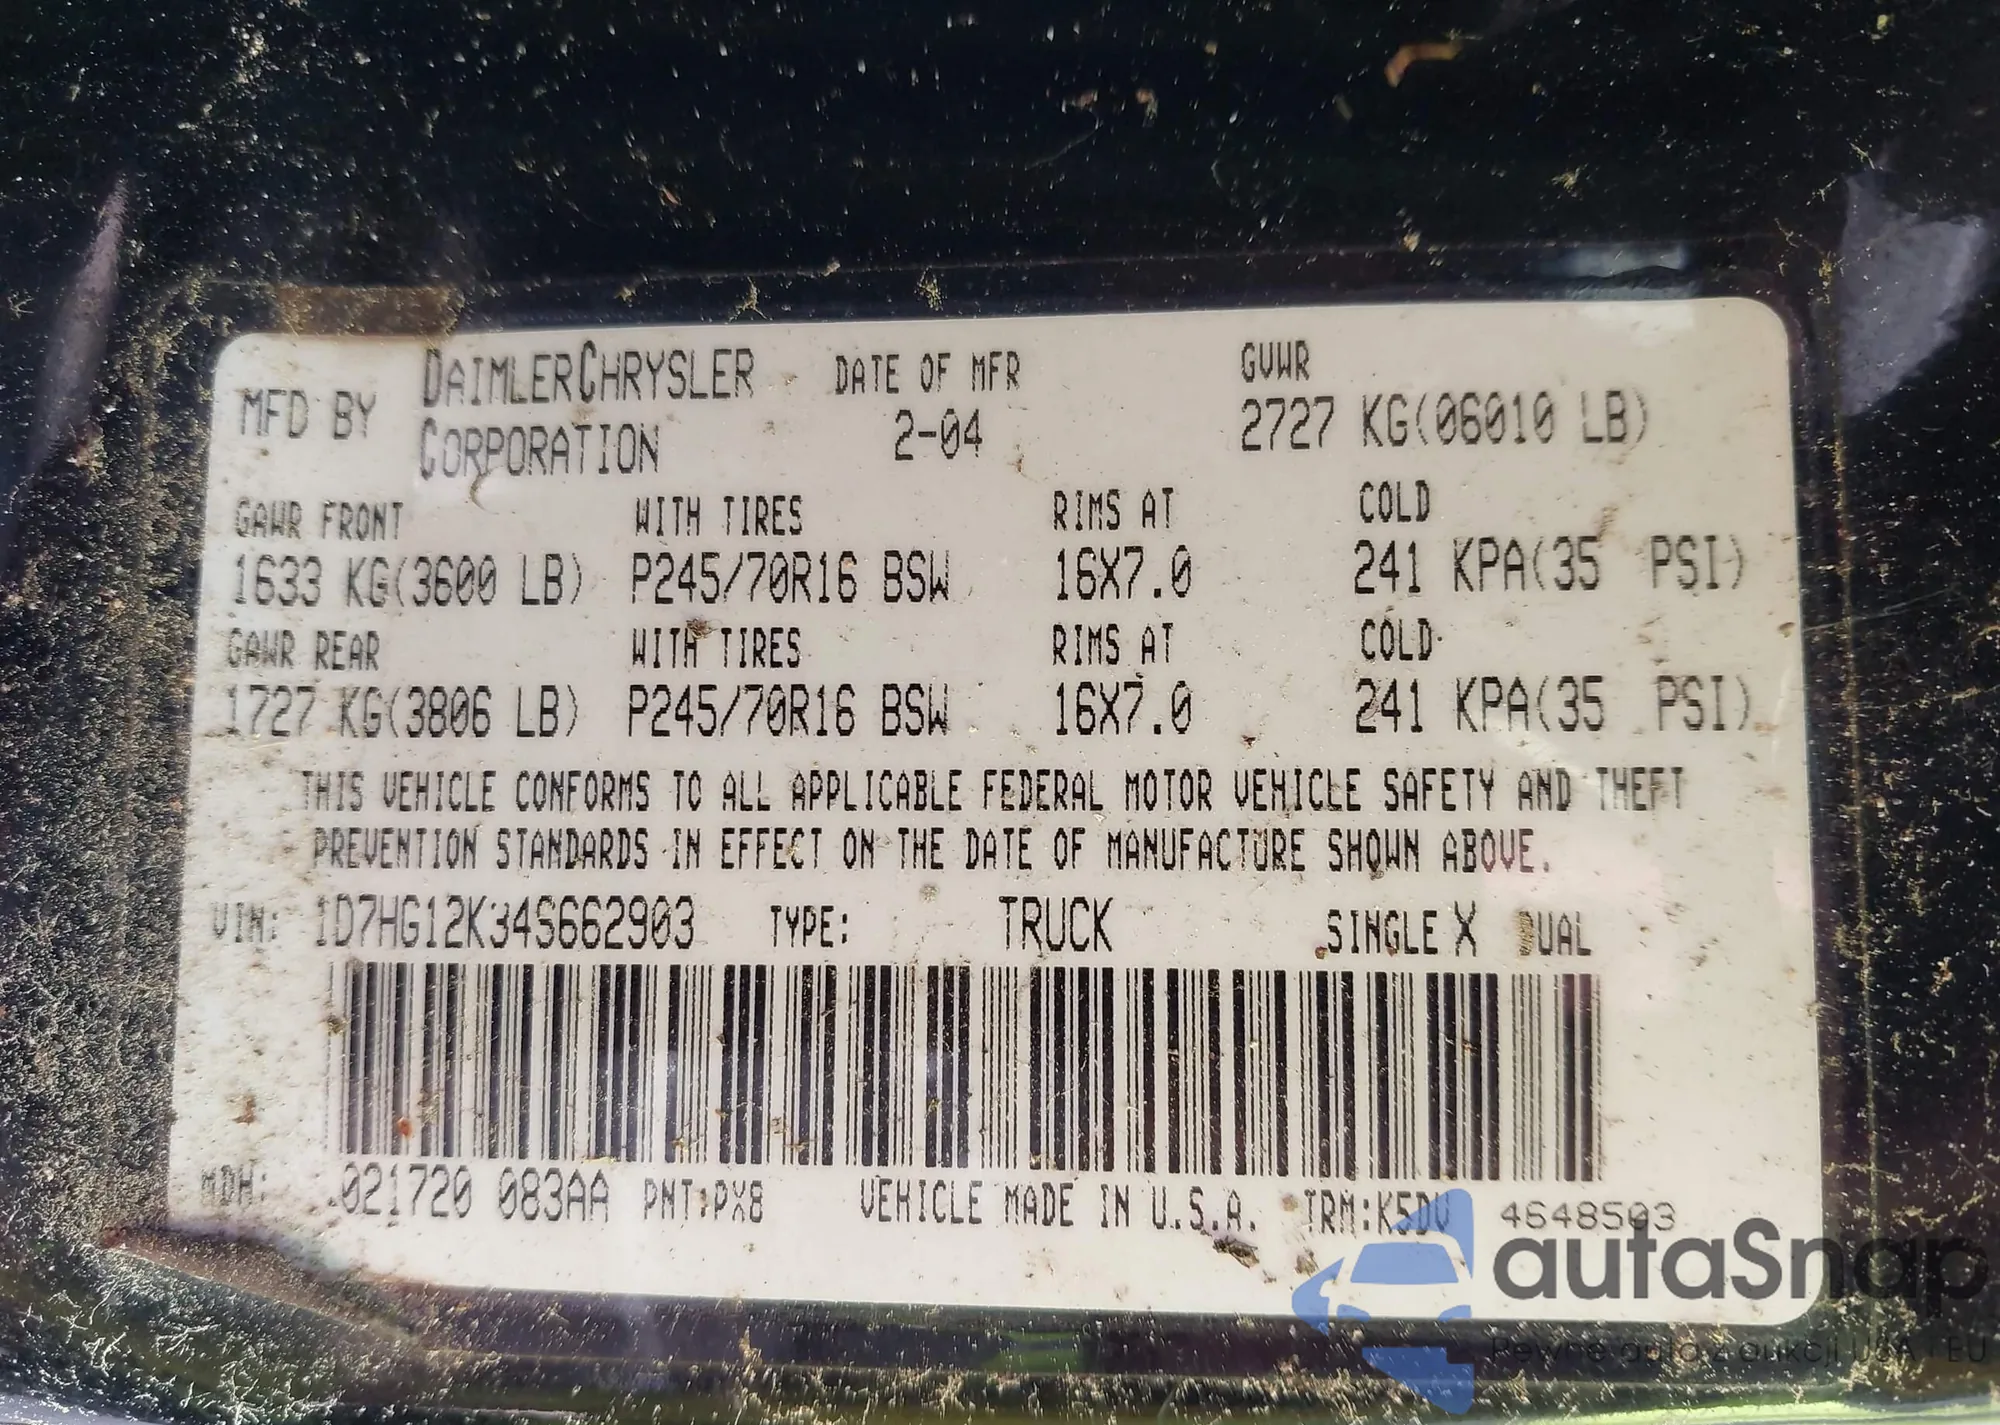 MFD BY DAIMLERCHRYSLER CORPORATION DATE OF MFR 2-04 GVWR 2727 KG(06010 LB)
GAWR FRONT WITH TIRES RIMS AT COLD
1633 KG(3600 LB) P245/70R16 BSW 16X7.0 241 KPA(35 PSI)
GAWR REAR WITH TIRES RIMS AT COLD
1727 KG(3806 LB) P245/70R16 BSW 16X7.0 241 KPA(35 PSI)
THIS VEHICLE CONFORMS TO ALL APPLICABLE FEDERAL MOTOR VEHICLE SAFETY AND THEFT
PREVENTION STANDARDS IN EFFECT ON THE DATE OF MANUFACTURE SHOWN ABOVE.
VIN: 1D7HG12K34S662903 TYPE: TRUCK SINGLE X DUAL
MDH: 021720 083AA PNT:PX8 VEHICLE MADE IN U.S.A. TRM:K5DV 4648503
autaSnap
Pewne auta z aukcji USA i EU